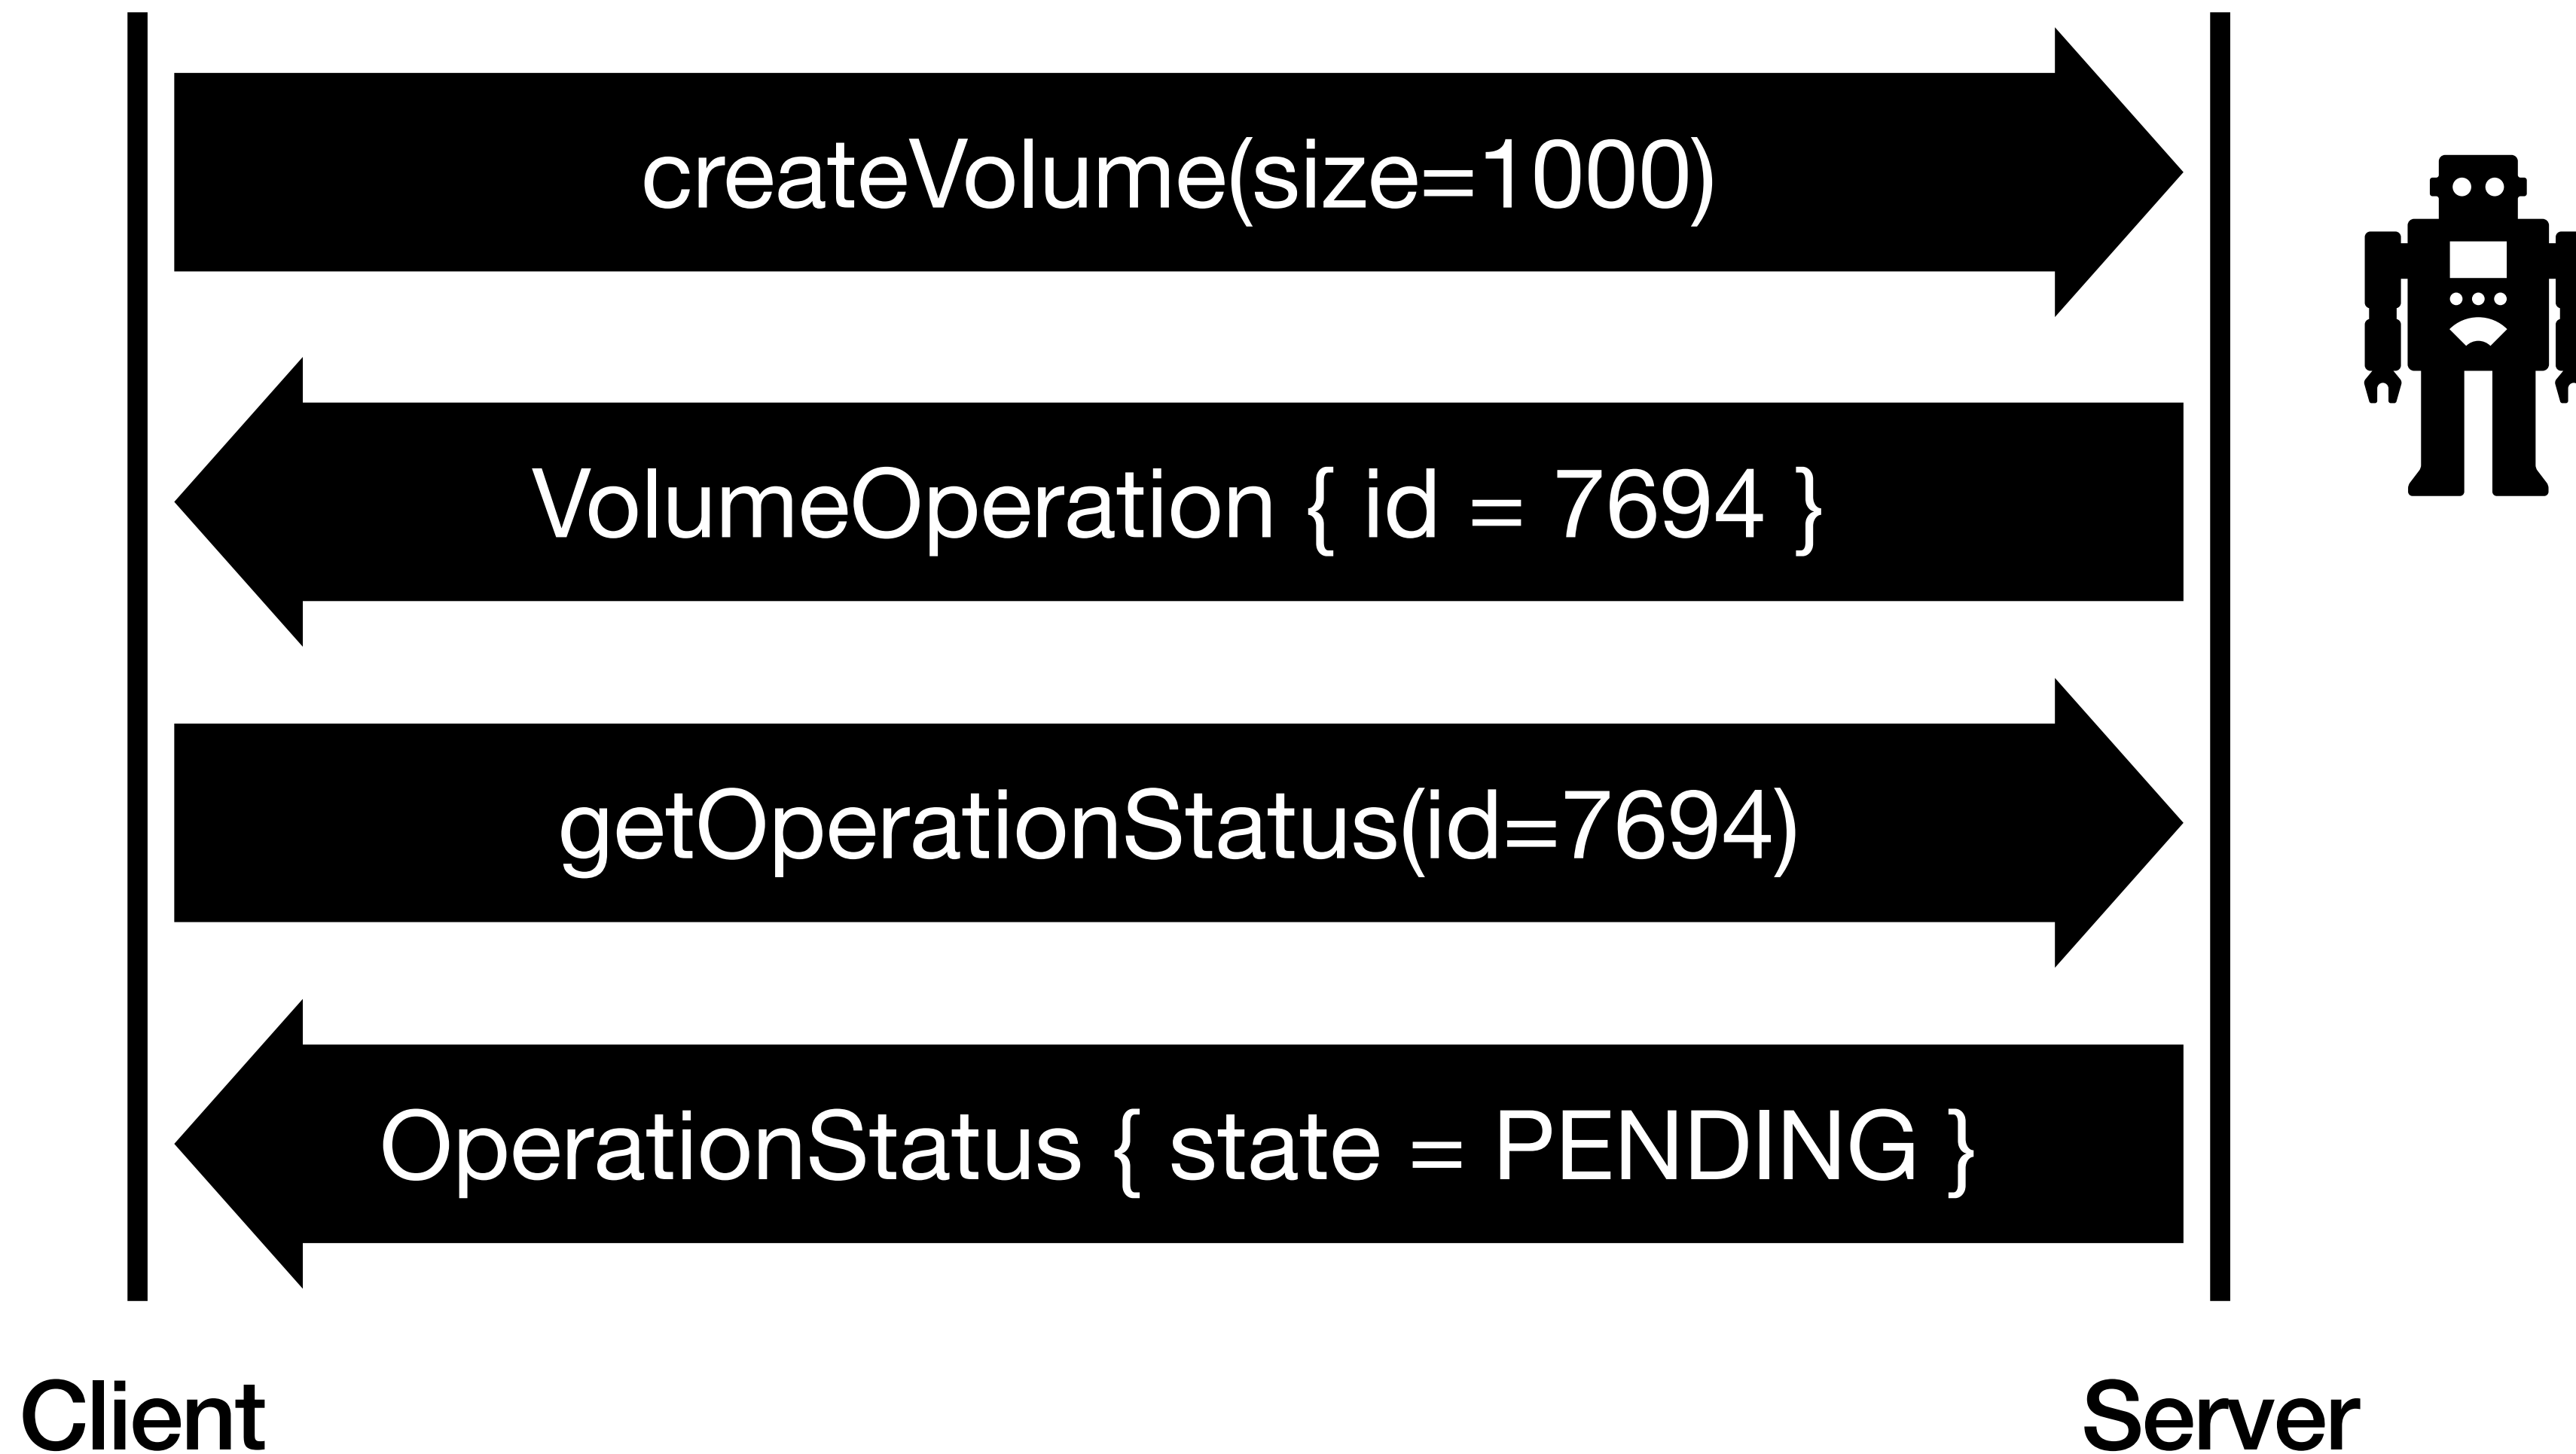 createVolume(size=1000)
VolumeOperation { id = 7694 }
getOperationStatus(id=7694)
OperationStatus { state = PENDING }
Client
Server